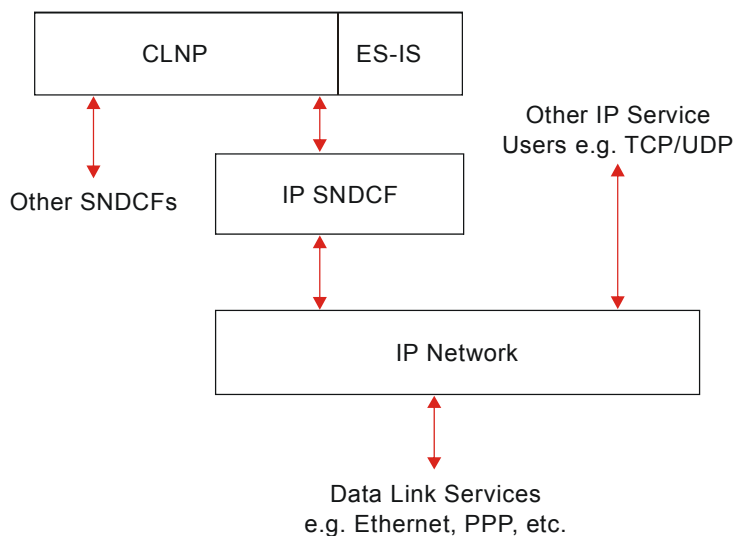 CLNP
ES-IS
Other IP Service
Users e.g. TCP/UDP
Other SNDCFs
IP SNDCF
IP Network
Data Link Services
e.g. Ethernet, PPP, etc.